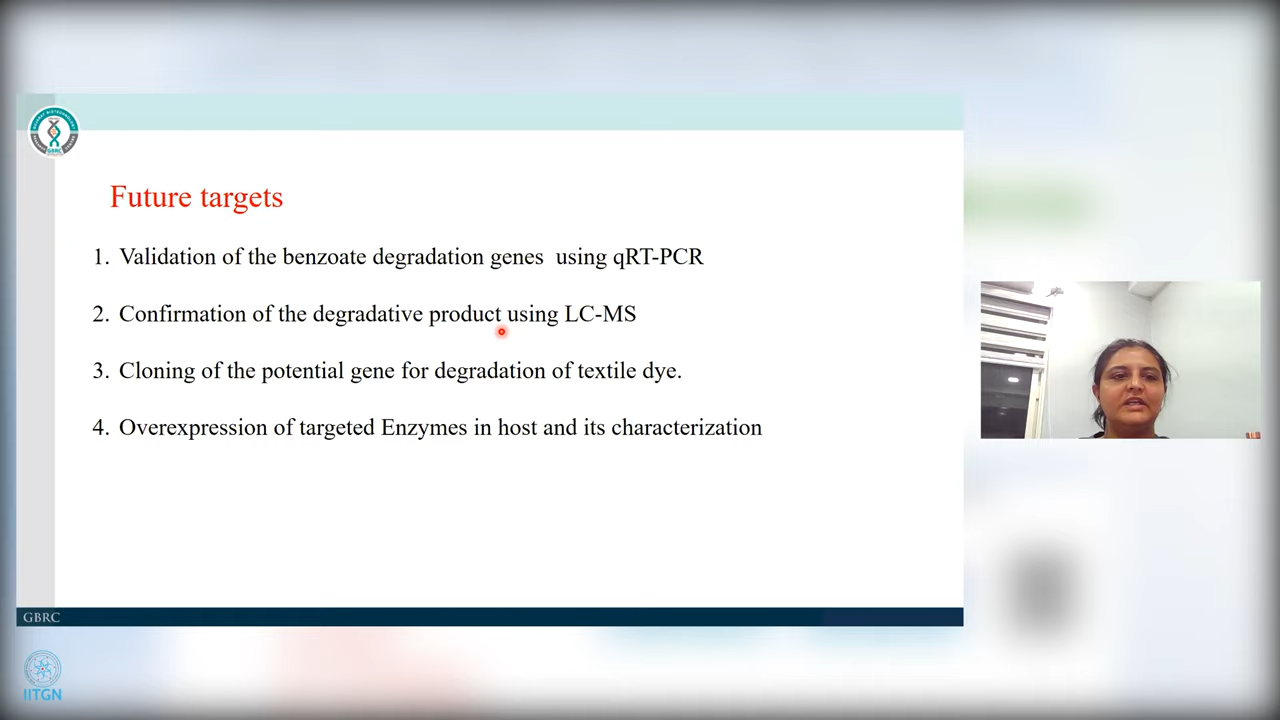 Future targets
1. Validation of the benzoate degradation genes using qRT-PCR
2. Confirmation of the degradative product using LC-MS
3. Cloning of the potential gene for degradation of textile dye.
4. Overexpression of targeted Enzymes in host and its characterization
GBRC
GBRC
IITGN